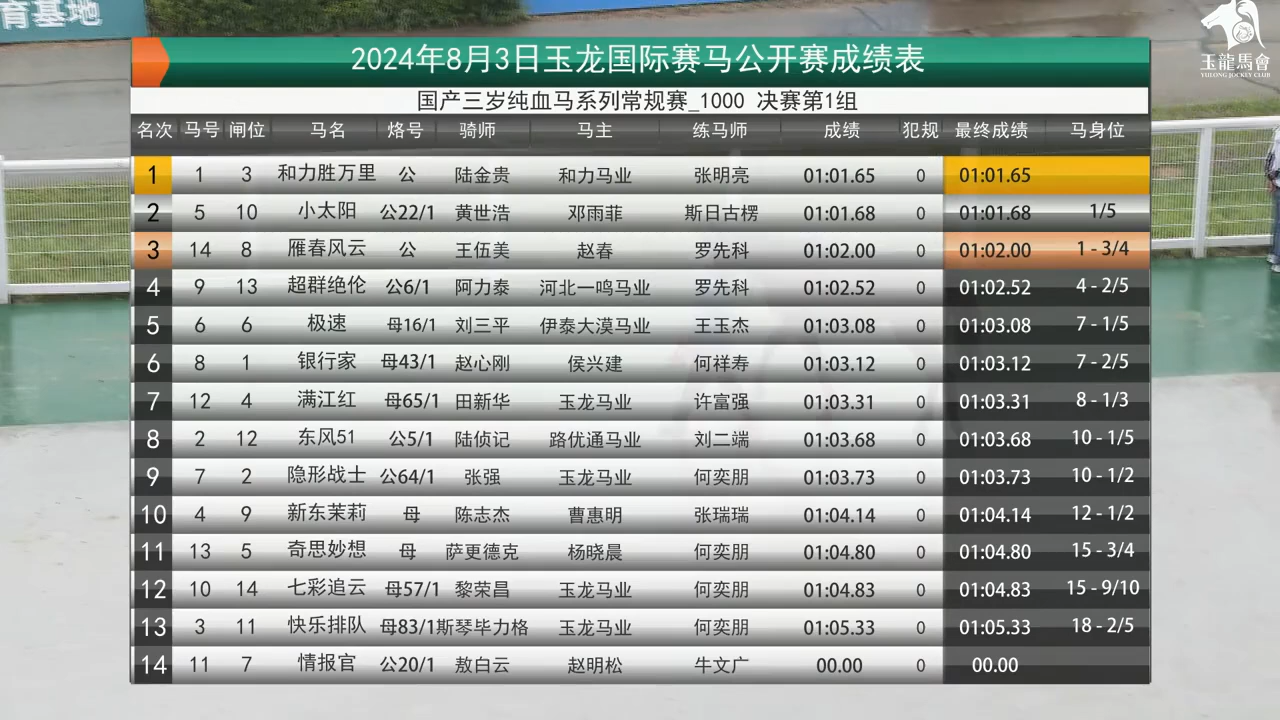 育基地
玉龍馬會
YULONG JOCKEY CLUB
2024年8月3日玉龙国际赛马公开赛成绩表
国产三岁纯血马系列常规赛_1000 决赛第1组
名次 马号 闸位 马名 烙号 骑师 马主 练马师 成绩 犯规 最终成绩 马身位
1 1 3 和力胜万里 公 陆金贵 和力马业 张明亮 01:01.65 0 01:01.65
2 5 10 小太阳 公22/1 黄世浩 邓雨菲 斯日古楞 01:01.68 0 01:01.68 1/5
3 14 8 雁春风云 公 王伍美 赵春 罗先科 01:02.00 0 01:02.00 1 - 3/4
4 9 13 超群绝伦 公6/1 阿力泰 河北一鸣马业 罗先科 01:02.52 0 01:02.52 4 - 2/5
5 6 6 极速 母16/1 刘三平 伊泰大漠马业 王玉杰 01:03.08 0 01:03.08 7 - 1/5
6 8 1 银行家 母43/1 赵心刚 侯兴建 何祥寿 01:03.12 0 01:03.12 7 - 2/5
7 12 4 满江红 母65/1 田新华 玉龙马业 许富强 01:03.31 0 01:03.31 8 - 1/3
8 2 12 东风51 公5/1 陆侦记 路优通马业 刘二端 01:03.68 0 01:03.68 10 - 1/5
9 7 2 隐形战士 公64/1 张强 玉龙马业 何奕朋 01:03.73 0 01:03.73 10 - 1/2
10 4 9 新东茉莉 母 陈志杰 曹惠明 张瑞瑞 01:04.14 0 01:04.14 12 - 1/2
11 13 5 奇思妙想 母 萨更德克 杨晓晨 何奕朋 01:04.80 0 01:04.80 15 - 3/4
12 10 14 七彩追云 母57/1 黎荣昌 玉龙马业 何奕朋 01:04.83 0 01:04.83 15 - 9/10
13 3 11 快乐排队 母83/1 斯琴毕力格 玉龙马业 何奕朋 01:05.33 0 01:05.33 18 - 2/5
14 11 7 情报官 公20/1 敖白云 赵明松 牛文广 00.00 0 00.00